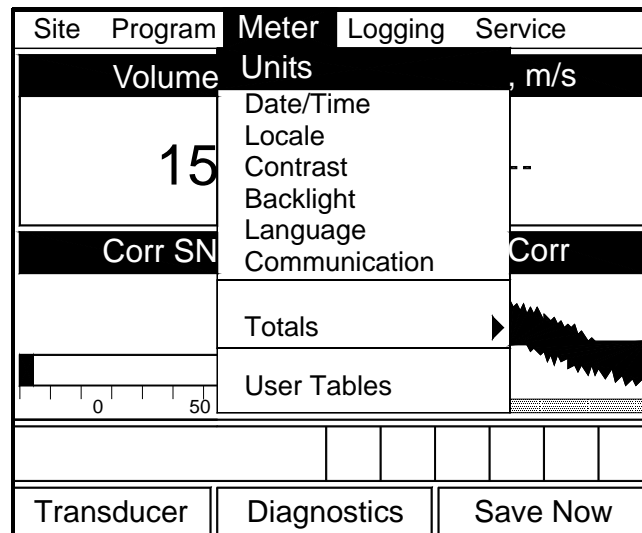 Site Program Meter Logging Service
Units
Volume , m/s
Date/Time
Locale
Contrast
15 --
Backlight
Language
Corr SN Corr
Communication
Totals
User Tables
0 50
Transducer Diagnostics Save Now